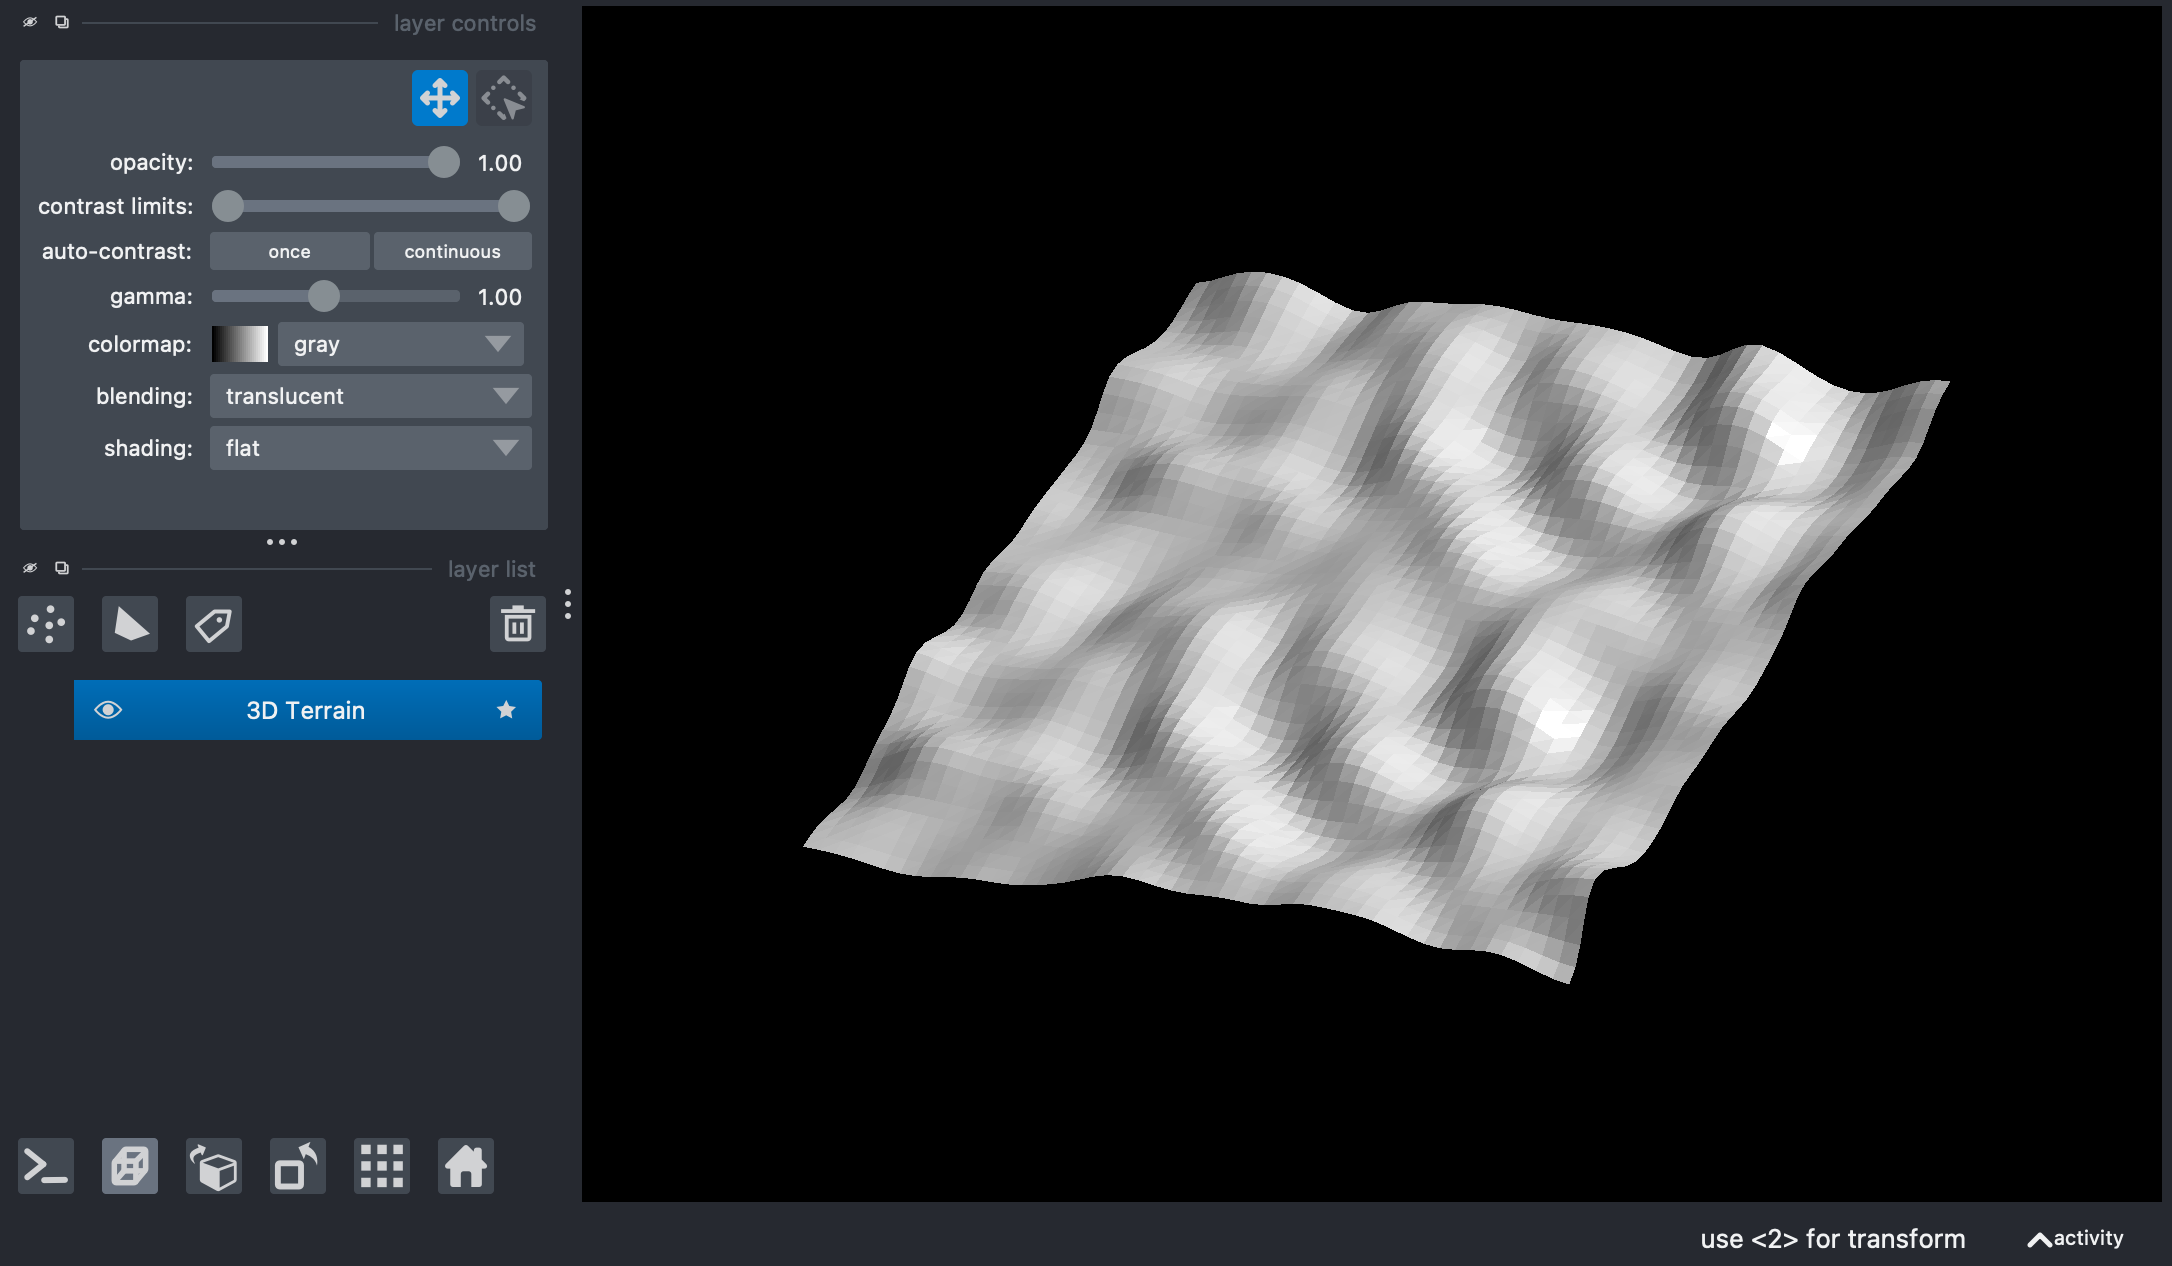 layer controls
opacity: 1.00
contrast limits:
auto-contrast: once continuous
gamma: 1.00
colormap: gray
blending: translucent
shading: flat
layer list
3D Terrain
use <2> for transform activity